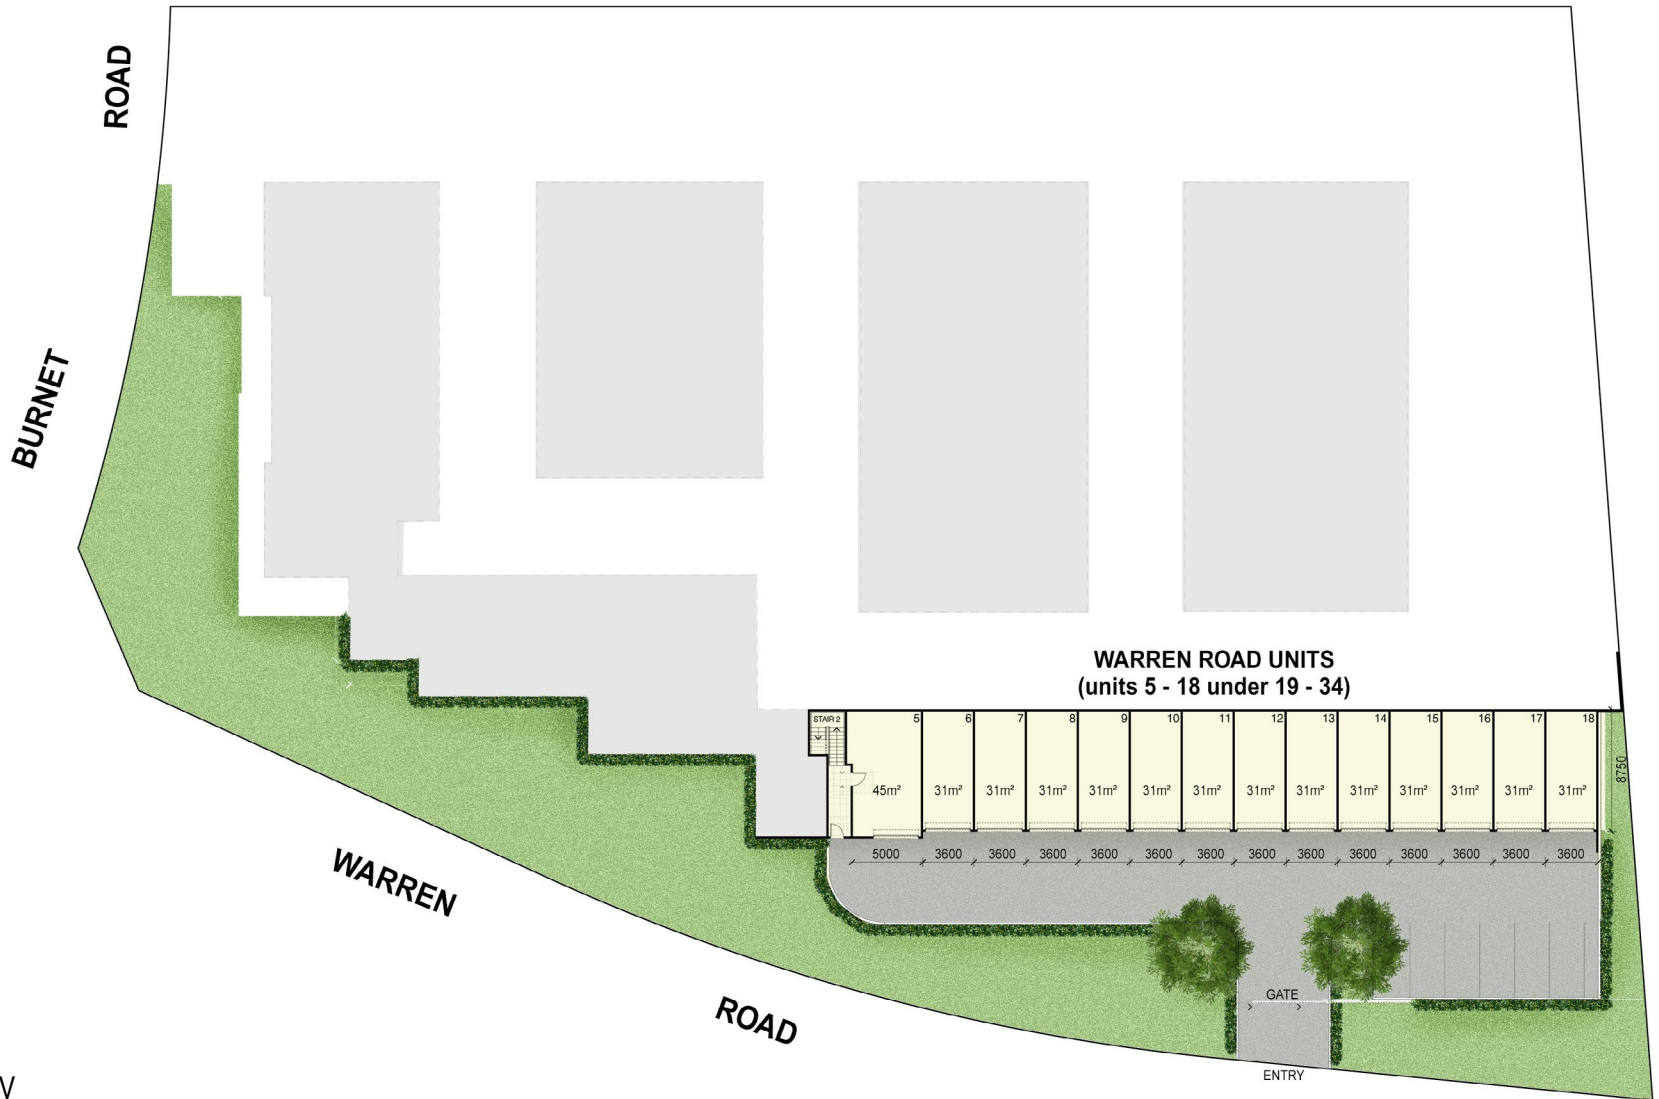 ROAD
BURNET
WARREN ROAD UNITS
(units 5 - 18 under 19 - 34)
STAIR 2
5 6 7 8 9 10 11 12 13 14 15 16 17 18
8750
45m² 31m² 31m² 31m² 31m² 31m² 31m² 31m² 31m² 31m² 31m² 31m² 31m² 31m²
5000 3600 3600 3600 3600 3600 3600 3600 3600 3600 3600 3600 3600 3600
WARREN
ROAD
GATE
ENTRY